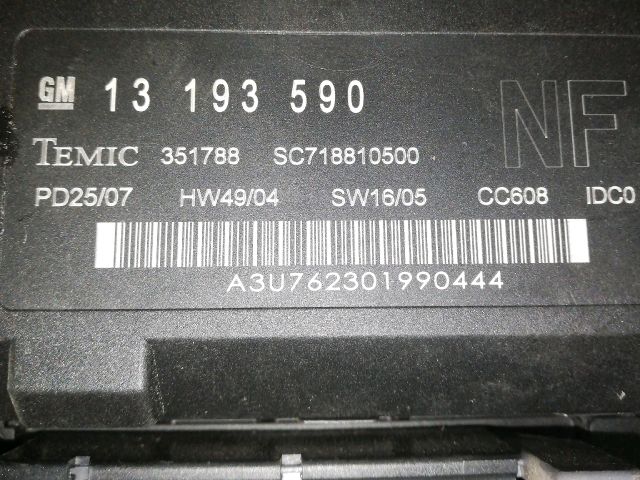 GM 13 193 590 NF
TEMIC 351788 SC718810500
PD25/07 HW49/04 SW16/05 CC608 IDC0
A3U762301990444